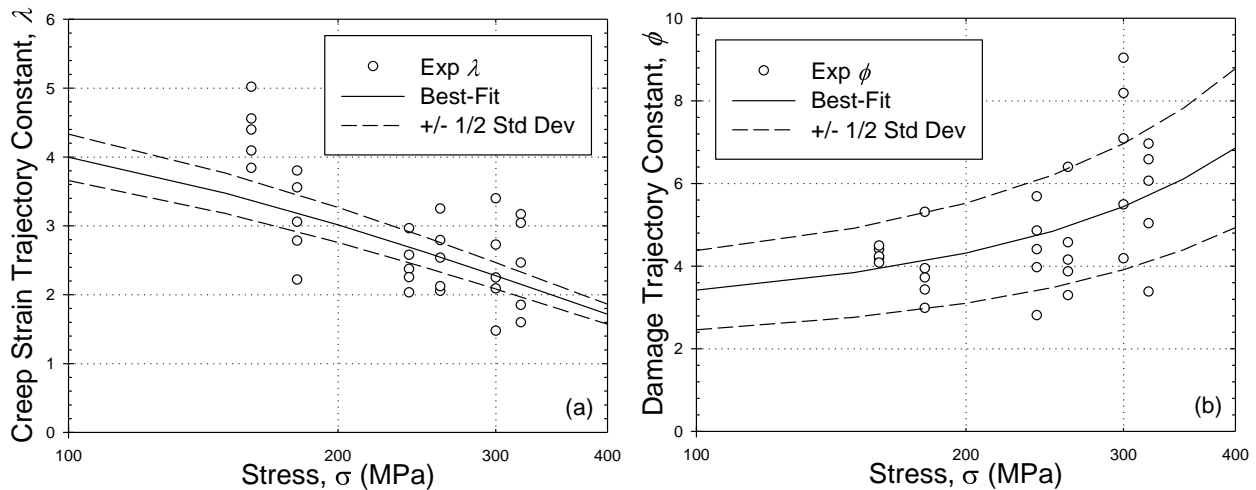 Creep Strain Trajectory Constant, λ
6
5
4
3
2
1
0
Exp λ
Best-Fit
+/- 1/2 Std Dev
(a)
100
200
300
400
Stress, σ (MPa)
Damage Trajectory Constant, ϕ
10
8
6
4
2
0
Exp ϕ
Best-Fit
+/- 1/2 Std Dev
(b)
100
200
300
400
Stress, σ (MPa)